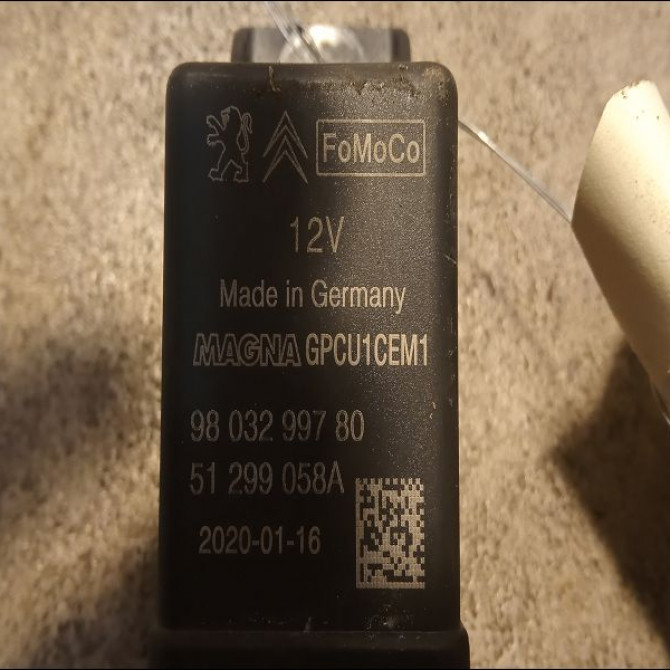 FoMoCo
12V
Made in Germany
MAGNA GPCU1CEM1
98 032 997 80
51 299 058A
2020-01-16